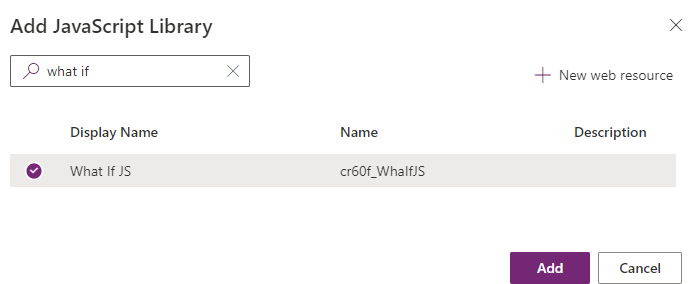 Add JavaScript Library
what if
New web resource
Display Name Name Description
What If JS cr60f_WhaIfJS
Add Cancel